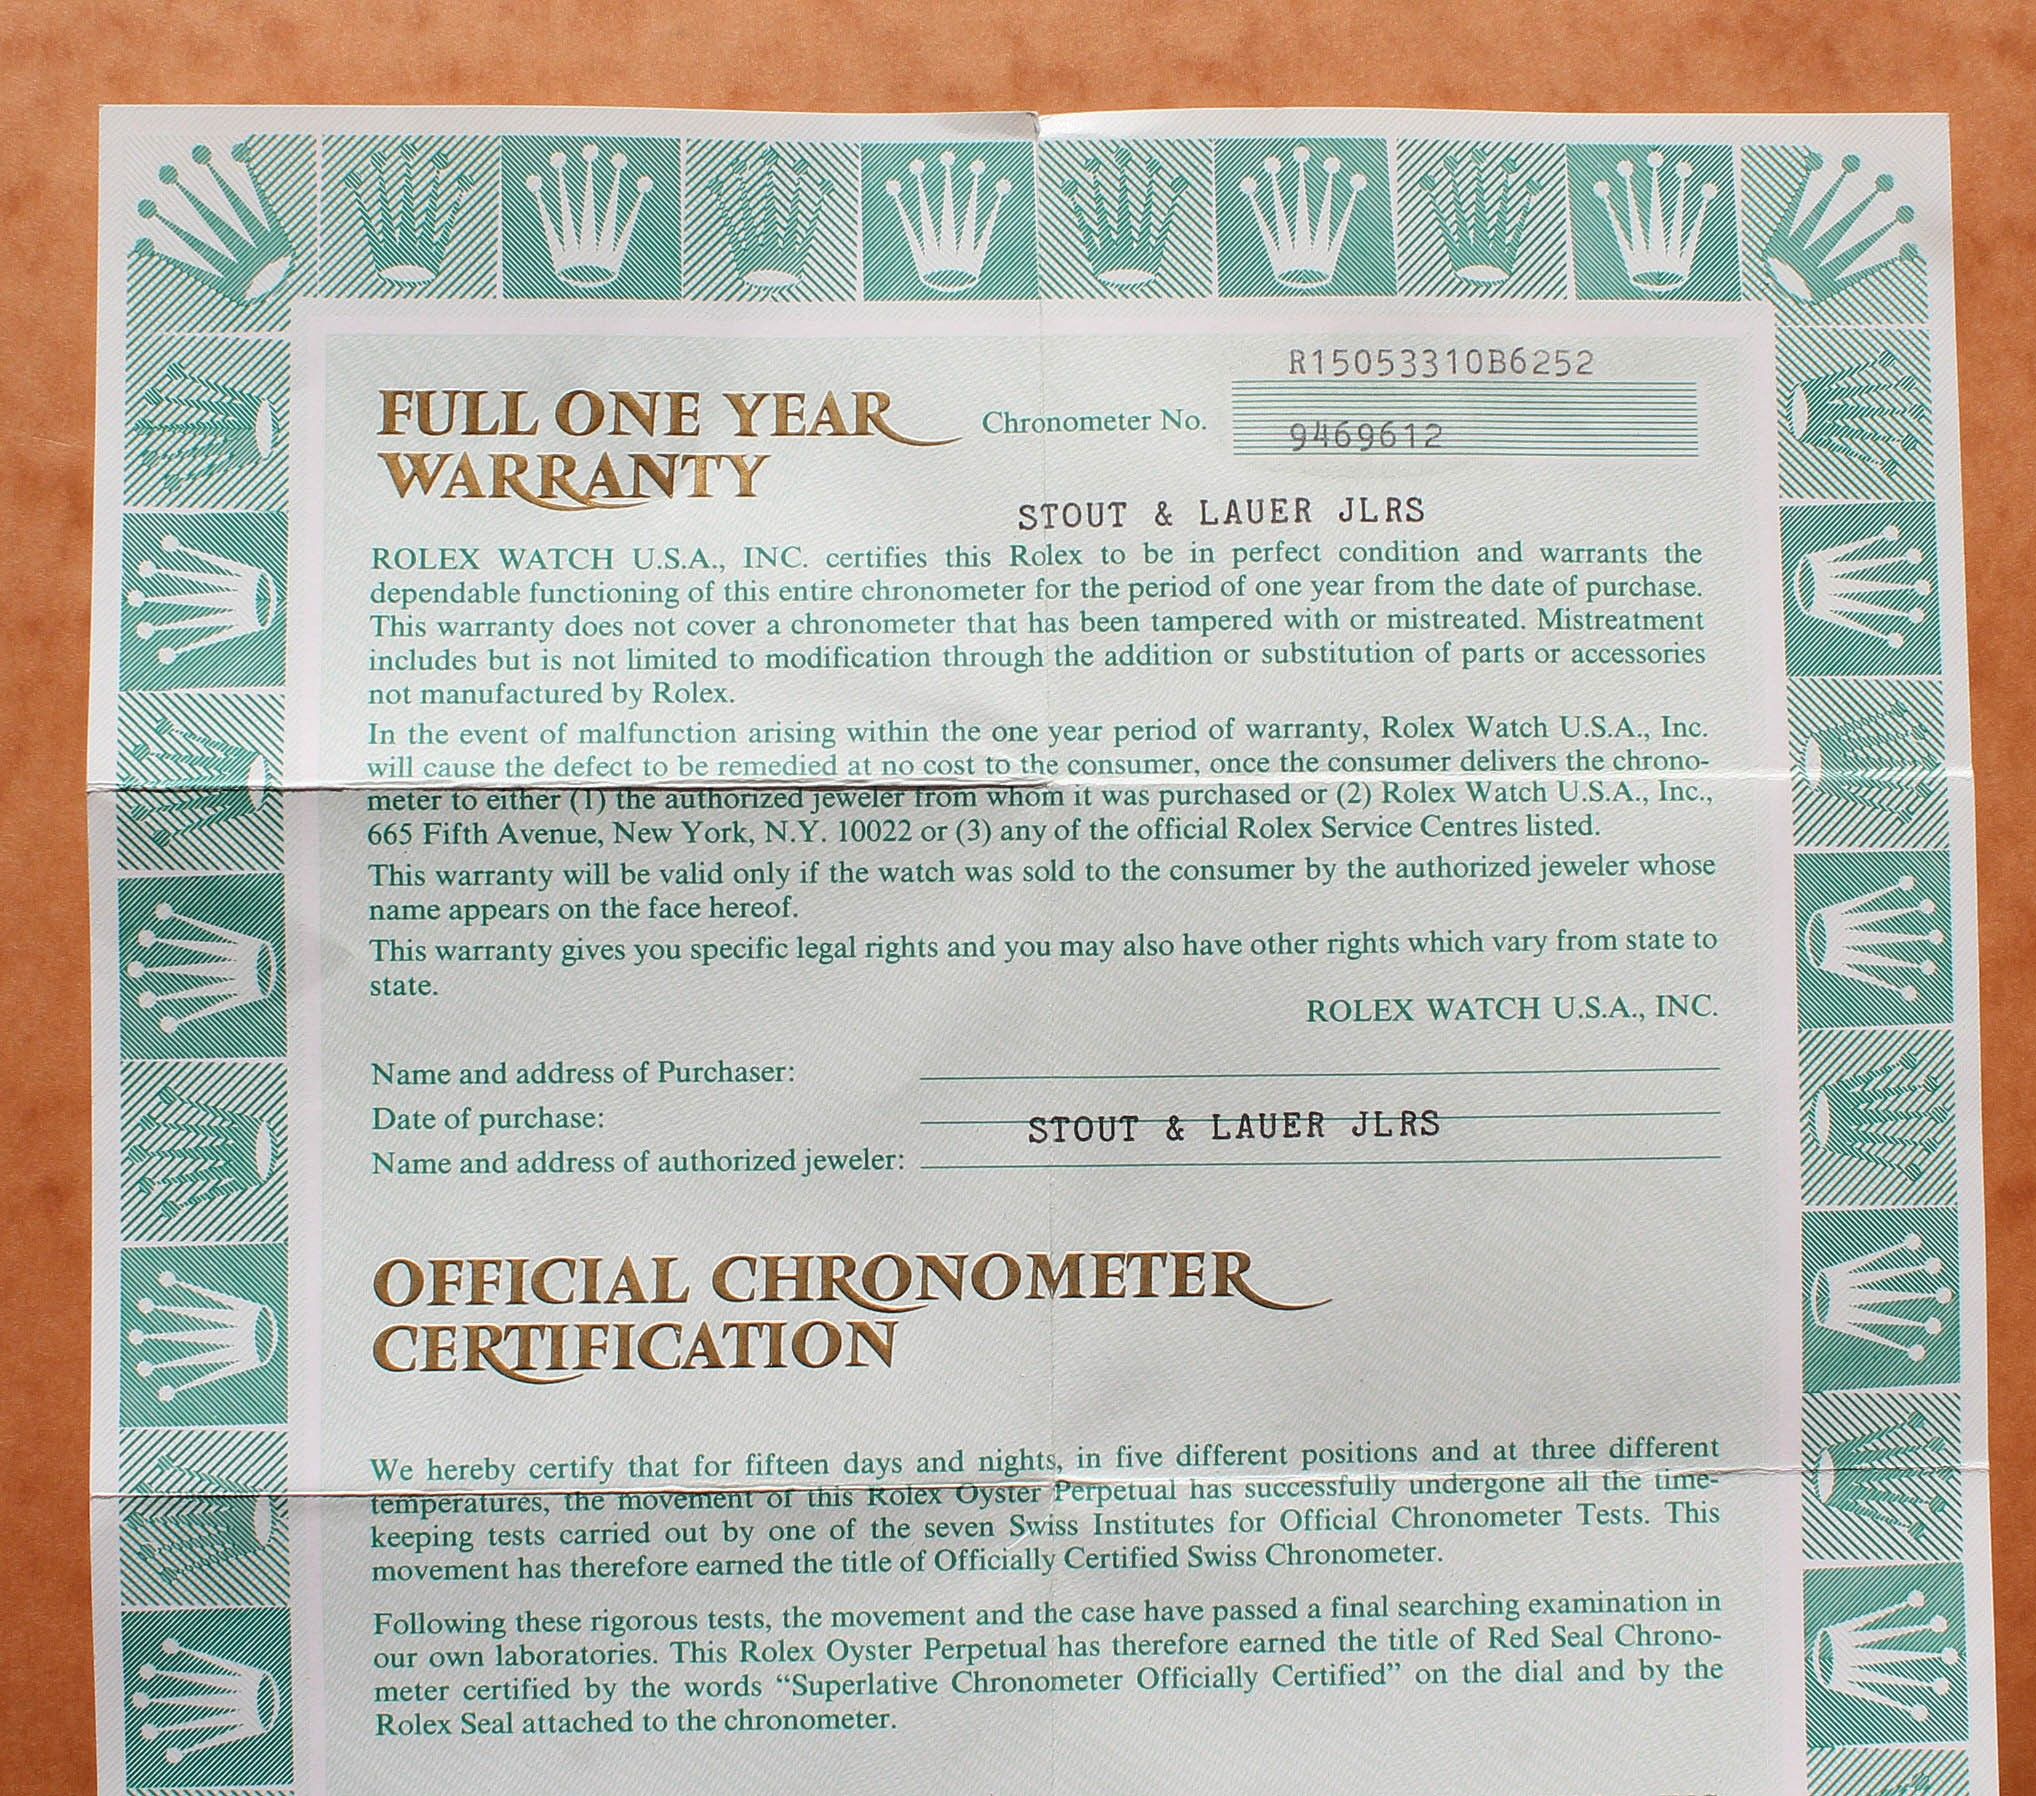 R15053310B6252
FULL ONE YEAR
WARRANTY
Chronometer No.
9469612
STOUT & LAUER JLRS
ROLEX WATCH U.S.A., INC. certifies this Rolex to be in perfect condition and warrants the
dependable functioning of this entire chronometer for the period of one year from the date of purchase.
This warranty does not cover a chronometer that has been tampered with or mistreated. Mistreatment
includes but is not limited to modification through the addition or substitution of parts or accessories
not manufactured by Rolex.
In the event of malfunction arising within the one year period of warranty, Rolex Watch U.S.A., Inc.
will cause the defect to be remedied at no cost to the consumer, once the consumer delivers the chrono-
meter to either (1) the authorized jeweler from whom it was purchased or (2) Rolex Watch U.S.A., Inc.,
665 Fifth Avenue, New York, N.Y. 10022 or (3) any of the official Rolex Service Centres listed.
This warranty will be valid only if the watch was sold to the consumer by the authorized jeweler whose
name appears on the face hereof.
This warranty gives you specific legal rights and you may also have other rights which vary from state to
state.
ROLEX WATCH U.S.A., INC.
Name and address of Purchaser:
Date of purchase:
STOUT & LAUER JLRS
Name and address of authorized jeweler:
OFFICIAL CHRONOMETER
CERTIFICATION
We hereby certify that for fifteen days and nights, in five different positions and at three different
temperatures, the movement of this Rolex Oyster Perpetual has successfully undergone all the time-
keeping tests carried out by one of the seven Swiss Institutes for Official Chronometer Tests. This
movement has therefore earned the title of Officially Certified Swiss Chronometer.
Following these rigorous tests, the movement and the case have passed a final searching examination in
our own laboratories. This Rolex Oyster Perpetual has therefore earned the title of Red Seal Chrono-
meter certified by the words “Superlative Chronometer Officially Certified” on the dial and by the
Rolex Seal attached to the chronometer.